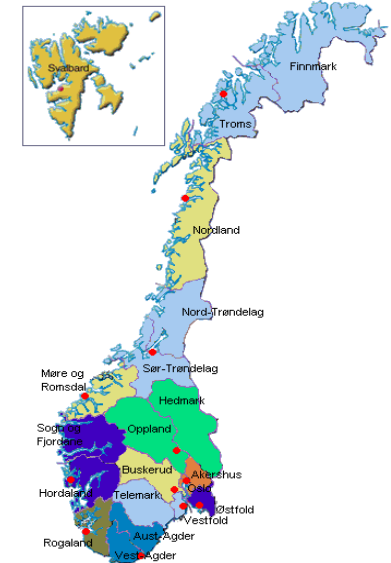 Svalbard
Finnmark
Troms
Nordland
Nord-Trøndelag
Sør-Trøndelag
Møre og
Romsdal
Hedmark
Sogn og
Fjordane
Oppland
Buskerud
Akershus
Oslo
Hordaland
Telemark
Østfold
Vestfold
Aust-Agder
Rogaland
Vest-Agder